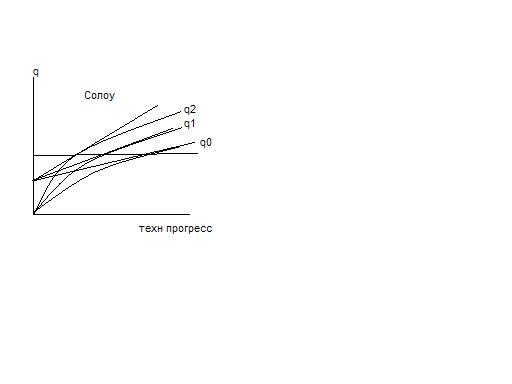 q
Солоу
q2
q1
q0
техн прогресс